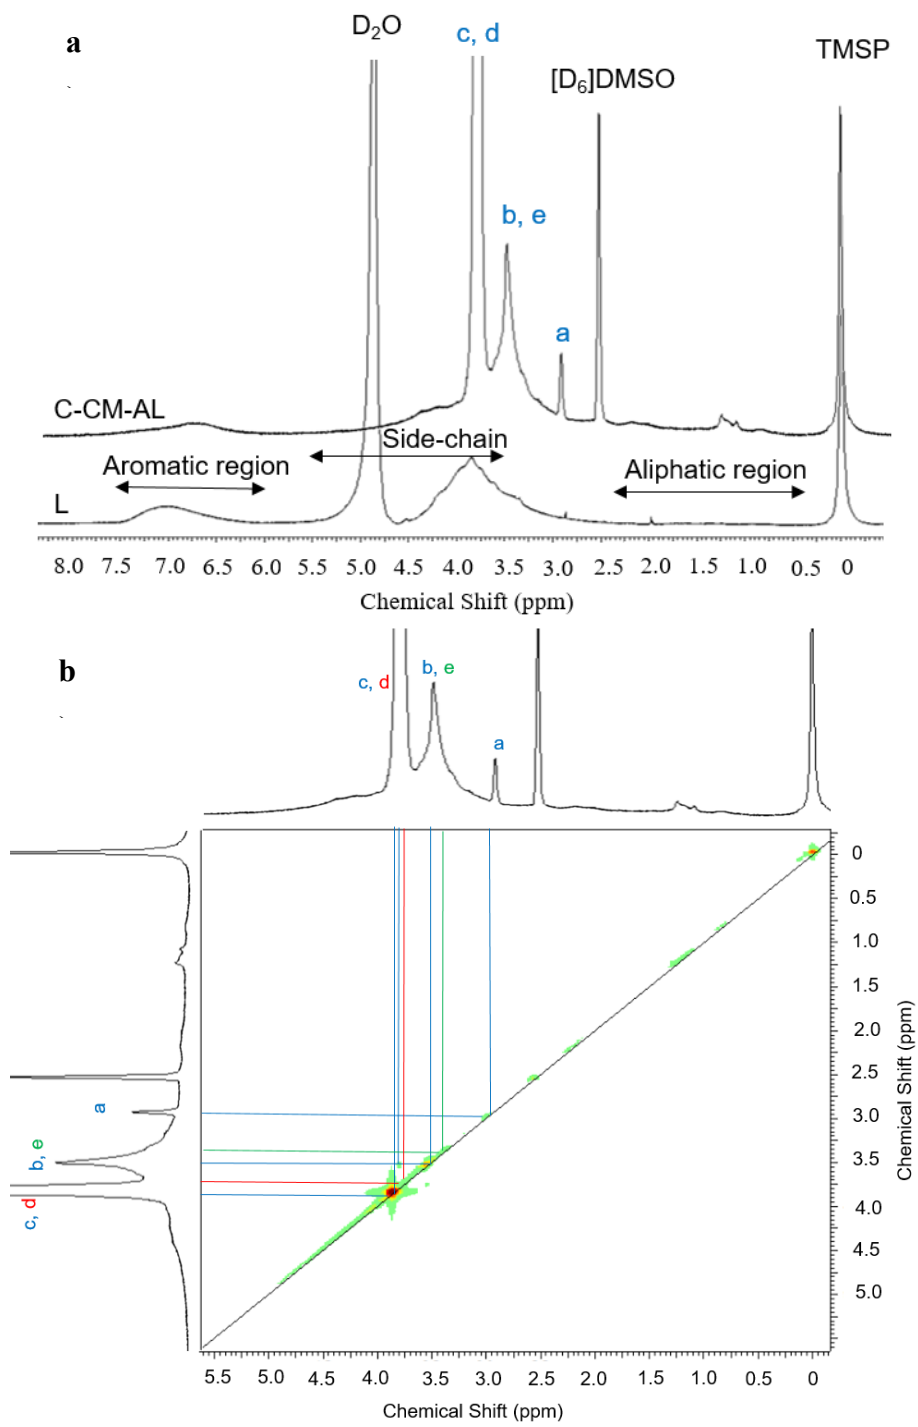 a
D₂O
c, d
[D₆]DMSO
TMSP
b, e
a
C-CM-AL
Side-chain
Aromatic region
Aliphatic region
L
8.0 7.5 7.0 6.5 6.0 5.5 5.0 4.5 4.0 3.5 3.0 2.5 2.0 1.5 1.0 0.5 0
Chemical Shift (ppm)
b
c, d
b, e
a
0
0.5
1.0
1.5
2.0
2.5
3.0
3.5
4.0
4.5
5.0
Chemical Shift (ppm)
a
b, e
c, d
5.5 5.0 4.5 4.0 3.5 3.0 2.5 2.0 1.5 1.0 0.5 0
Chemical Shift (ppm)